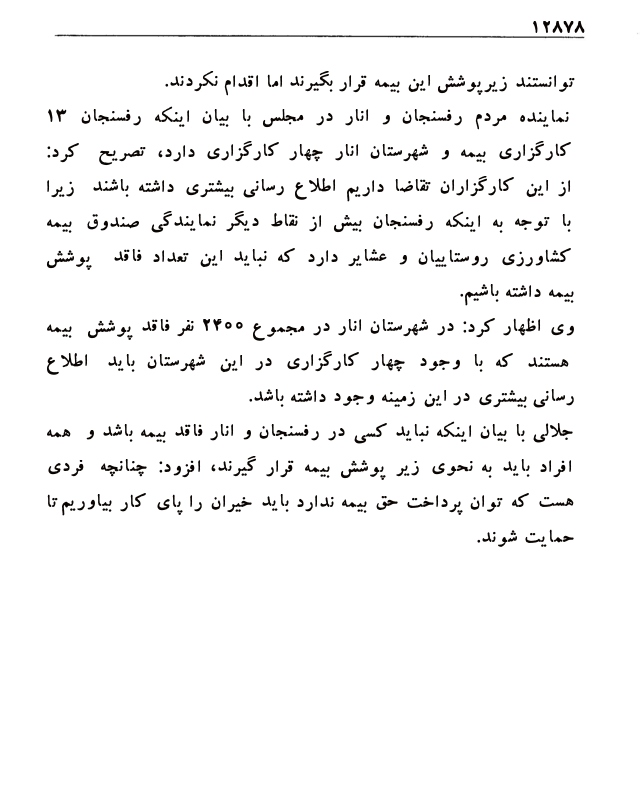 ۱۲۸۷۸
توانستند زیرپوشش این بیمه قرار بگیرند اما اقدام نکردند.
نماینده مردم رفسنجان و انار در مجلس با بیان اینکه رفسنجان ۱۳
کارگزاری بیمه و شهرستان انار چهار کارگزاری دارد، تصریح کرد:
از این کارگزاران تقاضا داریم اطلاع رسانی بیشتری داشته باشند زیرا
با توجه به اینکه رفسنجان بیش از نقاط دیگر نمایندگی صندوق بیمه
کشاورزی روستاییان و عشایر دارد که نباید این تعداد فاقد پوشش
بیمه داشته باشیم.
وی اظهار کرد: در شهرستان انار در مجموع ۲۴۰۰ نفر فاقد پوشش بیمه
هستند که با وجود چهار کارگزاری در این شهرستان باید اطلاع
رسانی بیشتری در این زمینه وجود داشته باشد.
جلالی با بیان اینکه نباید کسی در رفسنجان و انار فاقد بیمه باشد و همه
افراد باید به نحوی زیر پوشش بیمه قرار گیرند، افزود: چنانچه فردی
هست که توان پرداخت حق بیمه ندارد باید خیران را پای کار بیاوریم تا
حمایت شوند.